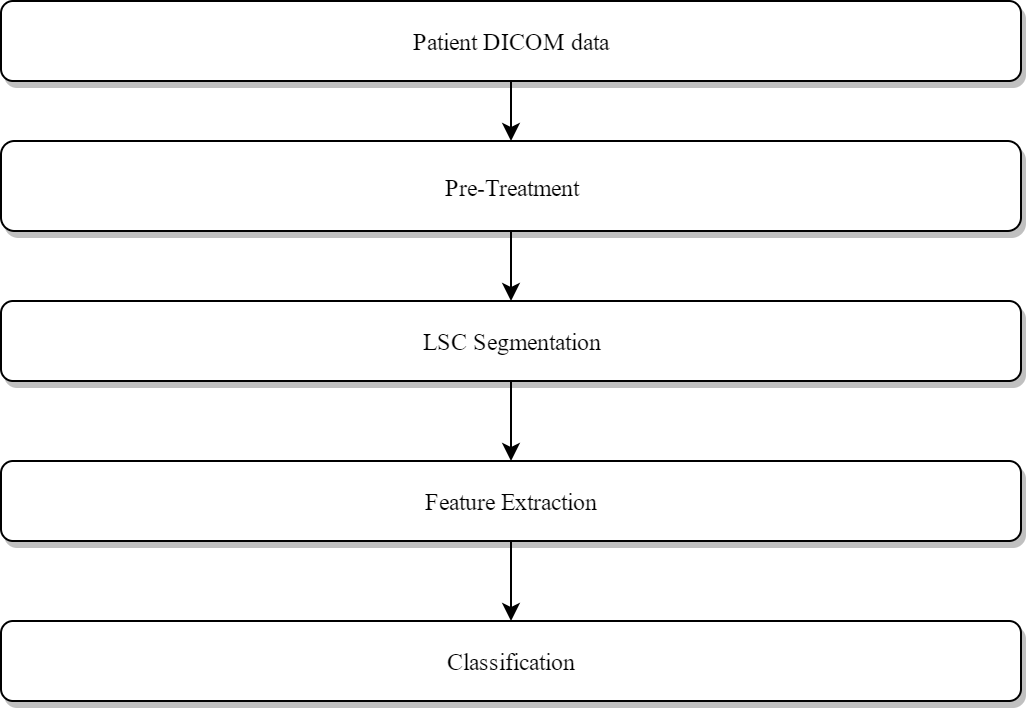 Patient DICOM data
Pre-Treatment
LSC Segmentation
Feature Extraction
Classification